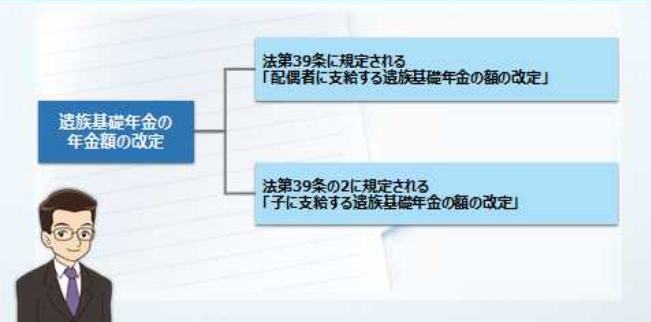 遺族基礎年金の
年金額の改定
法第39条に規定される
「配偶者に支給する遺族基礎年金の額の改定」
法第39条の2に規定される
「子に支給する遺族基礎年金の額の改定」